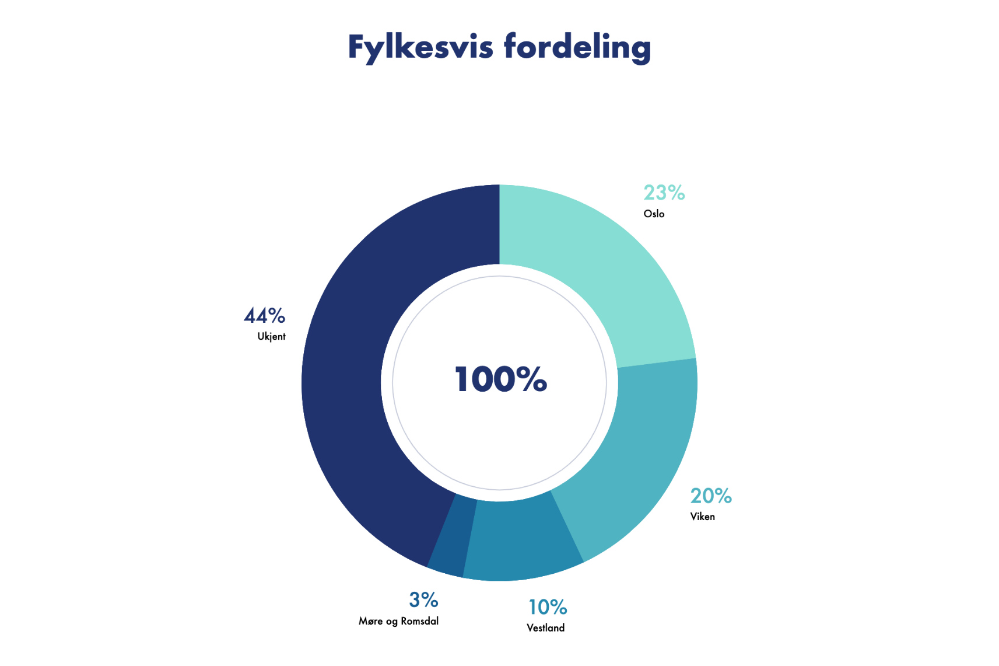 Fylkesvis fordeling
23%
Oslo
44%
Ukjent
100%
20%
Viken
3%
Møre og Romsdal
10%
Vestland